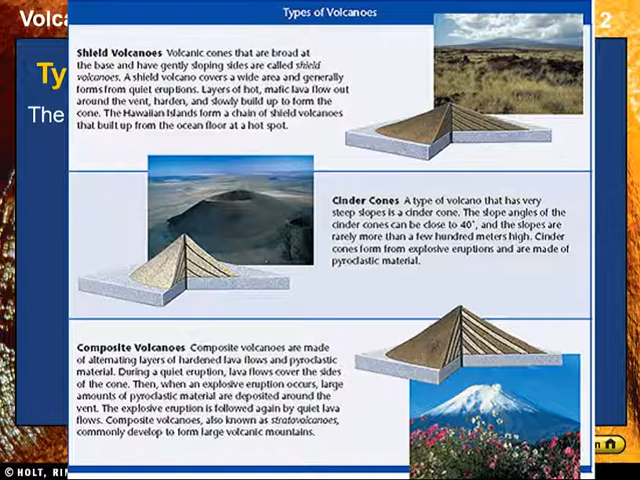 Types of Volcanoes
Volca
2
Ty
The
Shield Volcanoes Volcanic cones that are broad at
the base and have gently sloping sides are called shield
volcanoes. A shield volcano covers a wide area and generally
forms from quiet eruptions. Layers of hot, mafic lava flow out
around the vent, harden, and slowly build up to form the
cone. The Hawaiian Islands form a chain of shield volcanoes
that built up from the ocean floor at a hot spot.
Cinder Cones A type of volcano that has very
steep slopes is a cinder cone. The slope angles of the
cinder cones can be close to 40°, and the slopes are
rarely more than a few hundred meters high. Cinder
cones form from explosive eruptions and are made of
pyroclastic material.
Composite Volcanoes Composite volcanoes are made
of alternating layers of hardened lava flows and pyroclastic
material. During a quiet eruption, lava flows cover the sides
of the cone. Then, when an explosive eruption occurs, large
amounts of pyroclastic material are deposited around the
vent. The explosive eruption is followed again by quiet lava
flows. Composite volcanoes, also known as stratovolcanoes,
commonly develop to form large volcanic mountains.
n
© HOLT, RIN